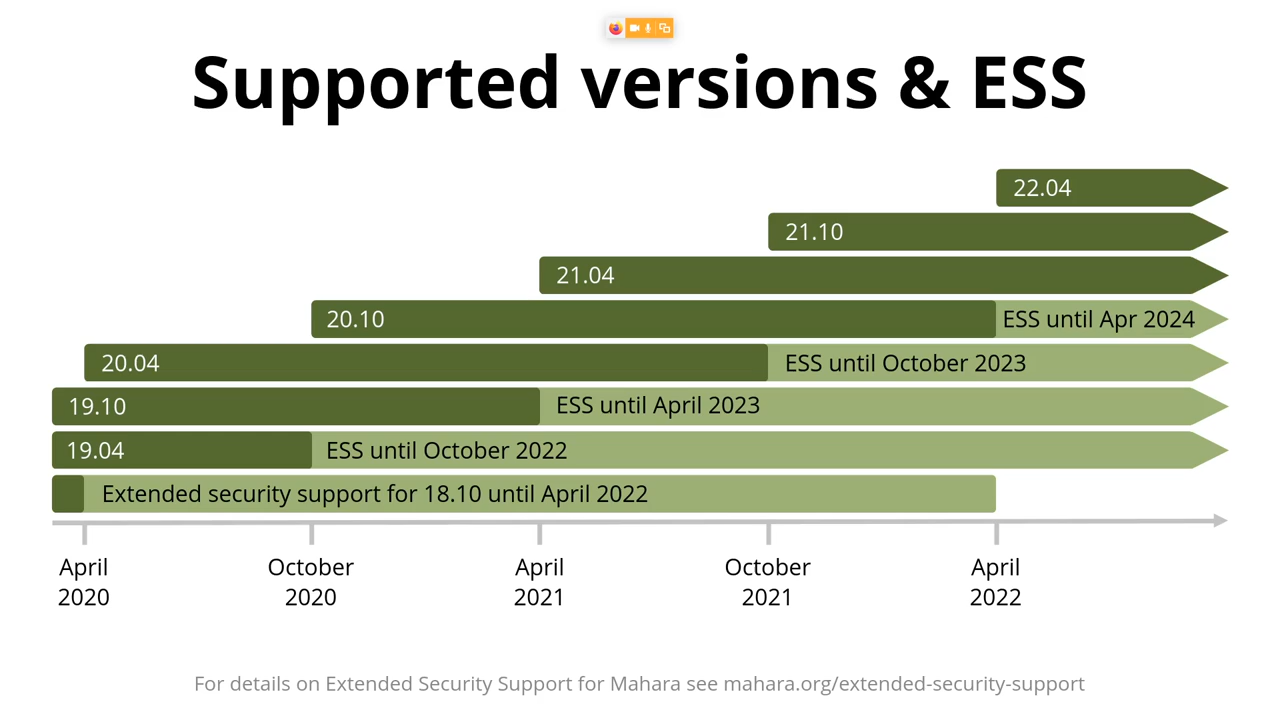 Supported versions & ESS
22.04
21.10
21.04
20.10 ESS until Apr 2024
20.04 ESS until October 2023
19.10 ESS until April 2023
19.04 ESS until October 2022
Extended security support for 18.10 until April 2022
April October April October April
2020 2020 2021 2021 2022
For details on Extended Security Support for Mahara see mahara.org/extended-security-support